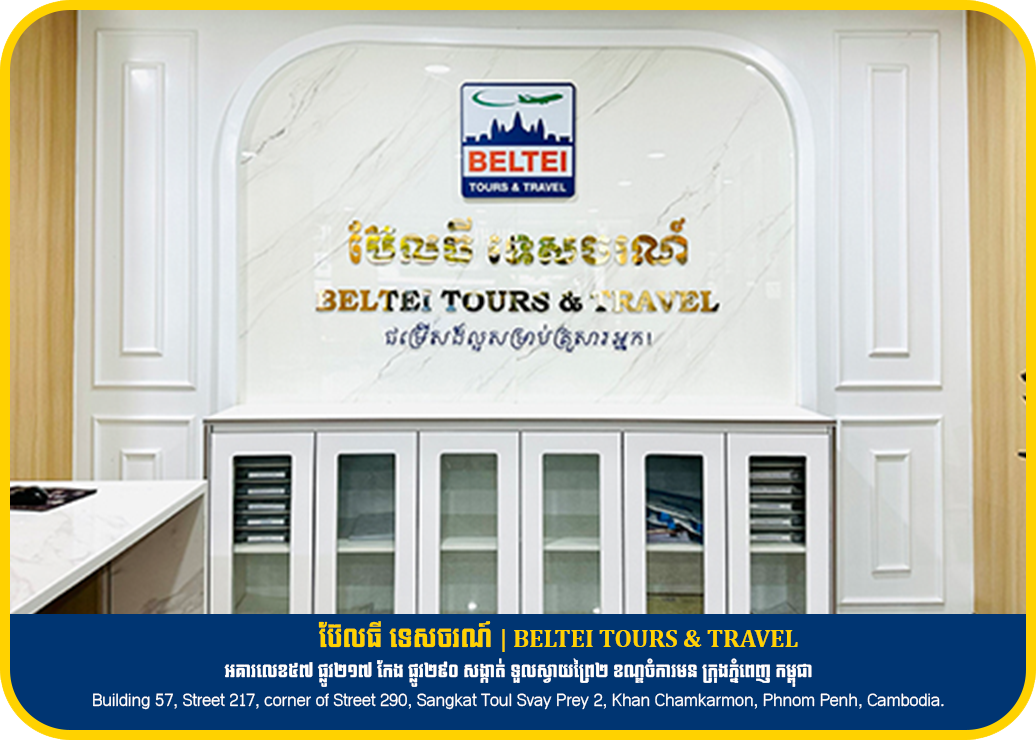 BELTEI
TOURS & TRAVEL
ប៊ែលធី ទេសចរណ៍
BELTEI TOURS & TRAVEL
ជម្រើសដ៏ល្អសម្រាប់គ្រួសារអ្នក!
ប៊ែលធី ទេសចរណ៍ | BELTEI TOURS & TRAVEL
អគារលេខ៥៧ ផ្លូវ២១៧ កែង ផ្លូវ២៩០ សង្កាត់ ទួលស្វាយព្រៃ២ ខណ្ឌចំការមន ក្រុងភ្នំពេញ កម្ពុជា
Building 57, Street 217, corner of Street 290, Sangkat Toul Svay Prey 2, Khan Chamkarmon, Phnom Penh, Cambodia.